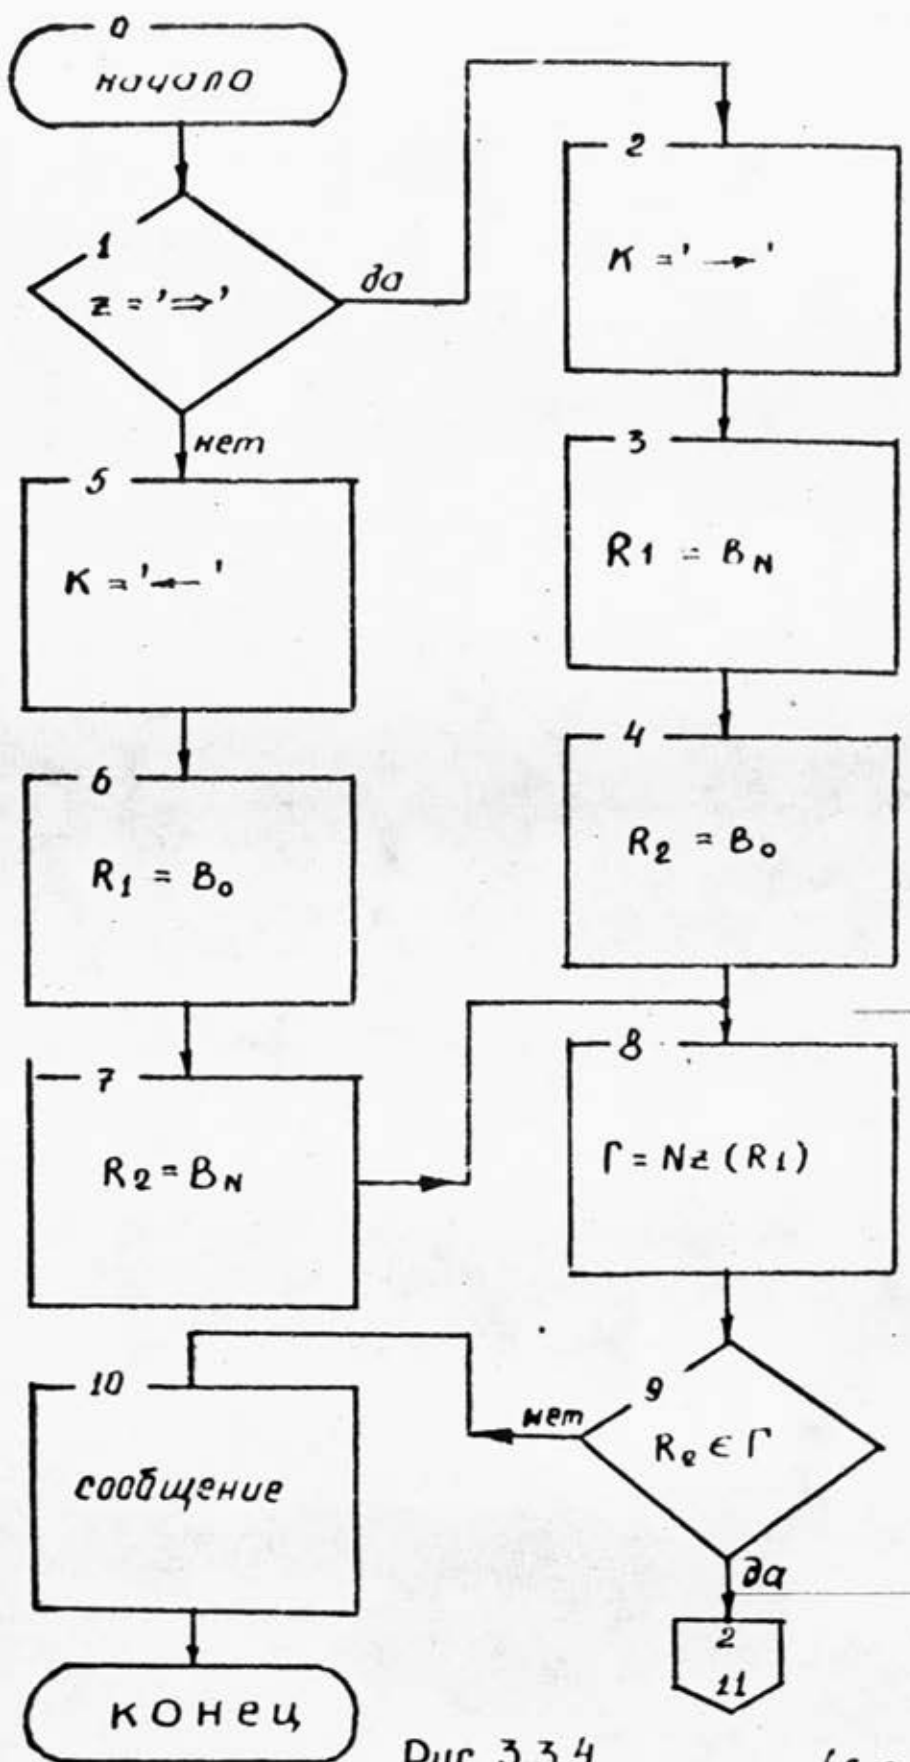 0
начало
1
z = '⇒'
да
нет
2
K = '→'
3
R1 = BN
4
R2 = B0
5
K = '←'
6
R1 = B0
7
R2 = BN
8
Г = Nz (R1)
9
R2 ∈ Г
нет
да
10
сообщение
конец
2
11
Рис 3.3.4